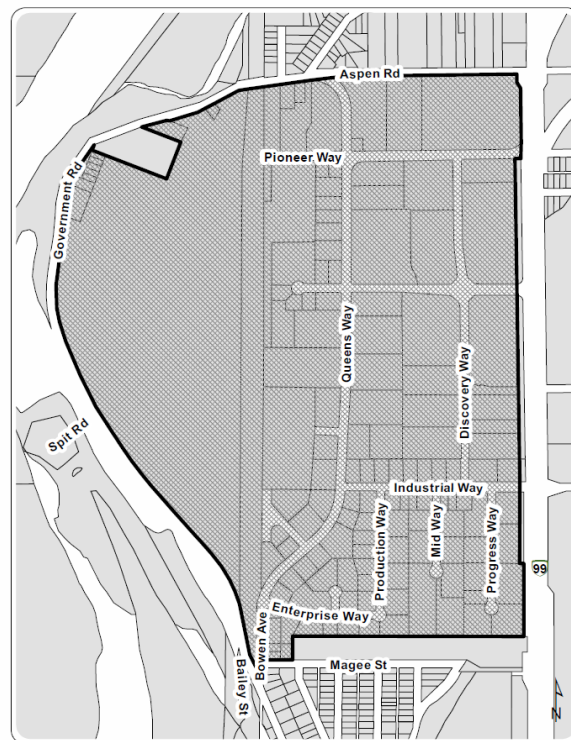 Aspen Rd
Pioneer Way
Government Rd
Queens Way
Discovery Way
Spit Rd
Industrial Way
Production Way
Mid Way
Progress Way
99
Enterprise Way
Bowen Ave
Bailey St
Magee St
N